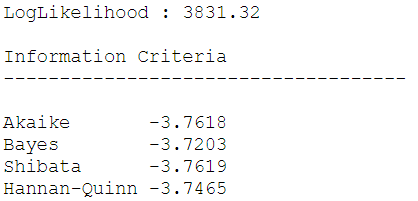 LogLikelihood : 3831.32
Information Criteria
------------------------------------
Akaike       -3.7618
Bayes        -3.7203
Shibata      -3.7619
Hannan-Quinn -3.7465